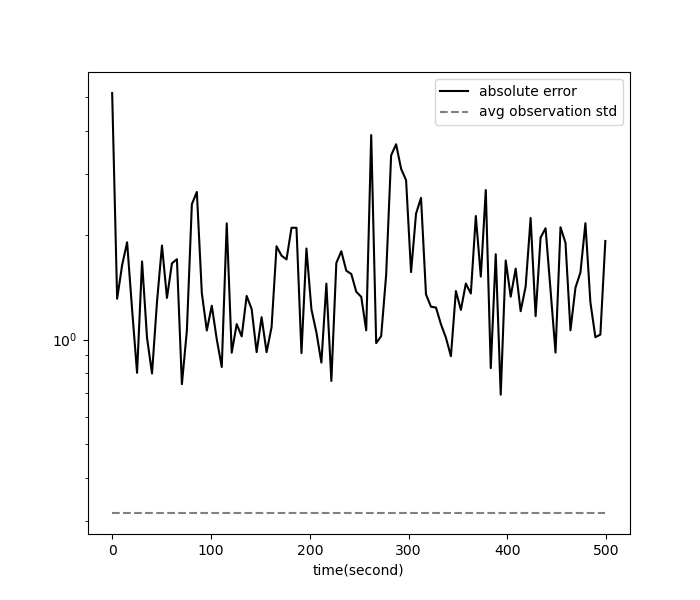 absolute error
avg observation std
10⁰
0 100 200 300 400 500
time(second)